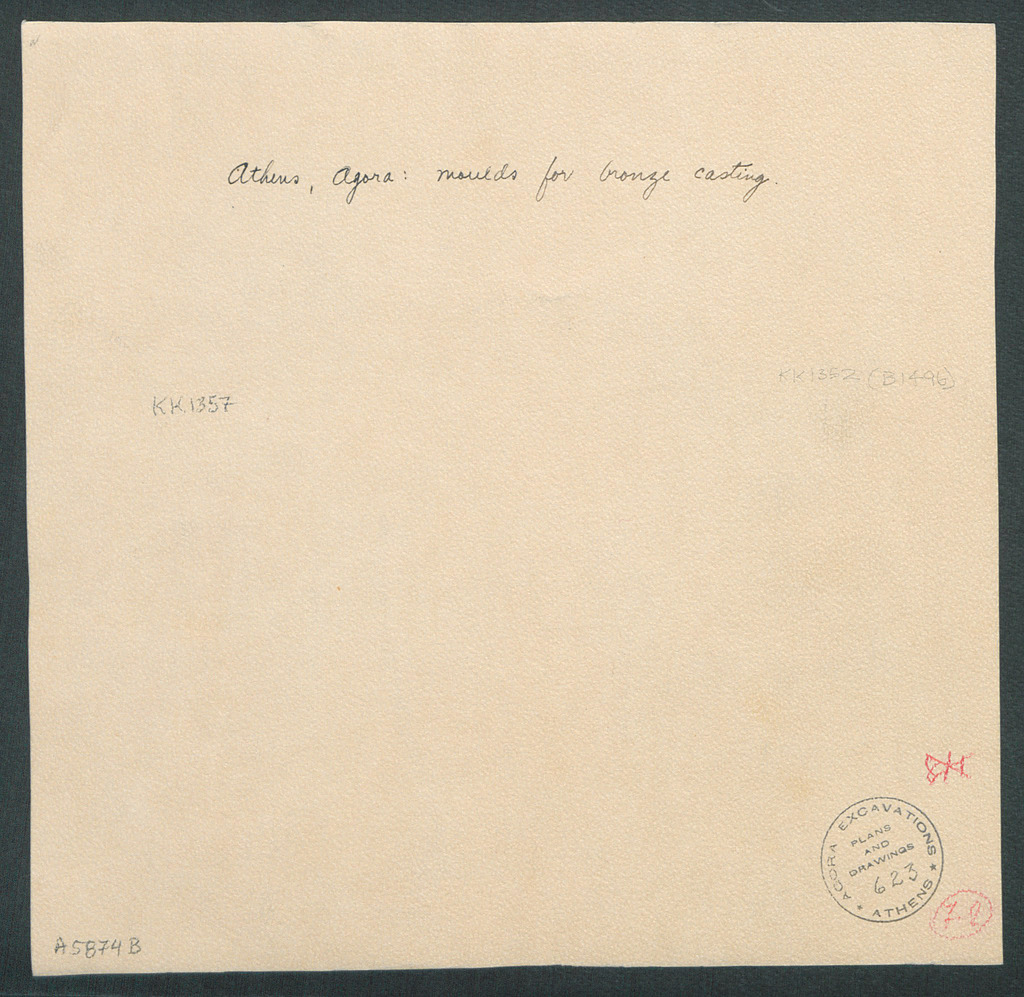 Athens, Agora: moulds for bronze casting.
KK1352 (B1496)
KK1357
AGORA EXCAVATIONS
PLANS
AND
DRAWINGS
623
★ ATHENS ★
A5874B